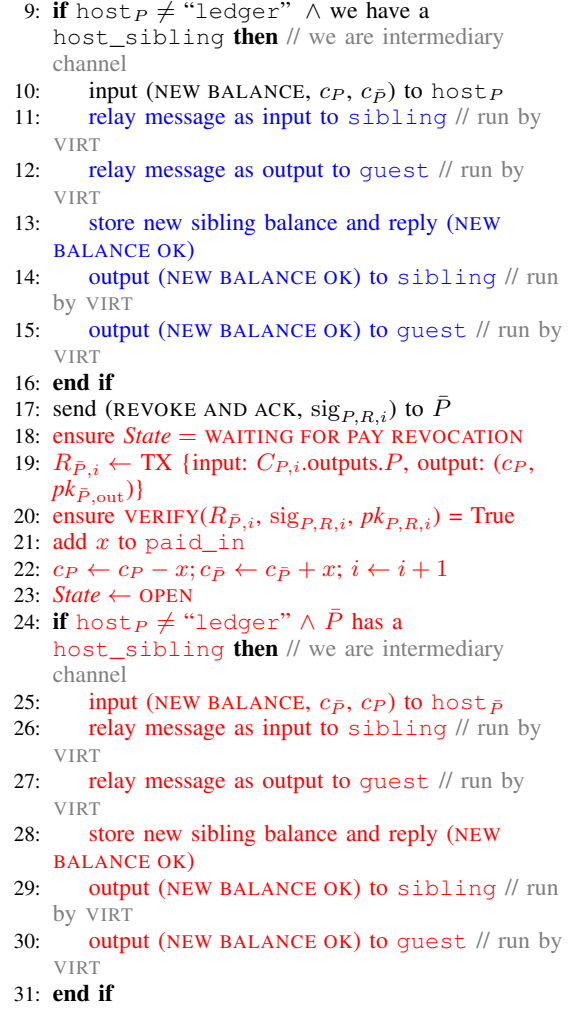 9: if host_P ≠ “ledger” ∧ we have a
host_sibling then // we are intermediary
channel
10: input (NEW BALANCE, c_P, c_P̄) to host_P
11: relay message as input to sibling // run by
VIRT
12: relay message as output to guest // run by
VIRT
13: store new sibling balance and reply (NEW
BALANCE OK)
14: output (NEW BALANCE OK) to sibling // run
by VIRT
15: output (NEW BALANCE OK) to guest // run by
VIRT
16: end if
17: send (REVOKE AND ACK, sig_{P,R,i}) to P̄
18: ensure State = WAITING FOR PAY REVOCATION
19: R_{P̄,i} ← TX {input: C_{P,i}.outputs.P, output: (c_P,
pk_{P̄,out})}
20: ensure VERIFY(R_{P̄,i}, sig_{P,R,i}, pk_{P,R,i}) = True
21: add x to paid_in
22: c_P ← c_P − x; c_P̄ ← c_P̄ + x; i ← i + 1
23: State ← OPEN
24: if host_P ≠ “ledger” ∧ P̄ has a
host_sibling then // we are intermediary
channel
25: input (NEW BALANCE, c_P̄, c_P) to host_P̄
26: relay message as input to sibling // run by
VIRT
27: relay message as output to guest // run by
VIRT
28: store new sibling balance and reply (NEW
BALANCE OK)
29: output (NEW BALANCE OK) to sibling // run
by VIRT
30: output (NEW BALANCE OK) to guest // run by
VIRT
31: end if